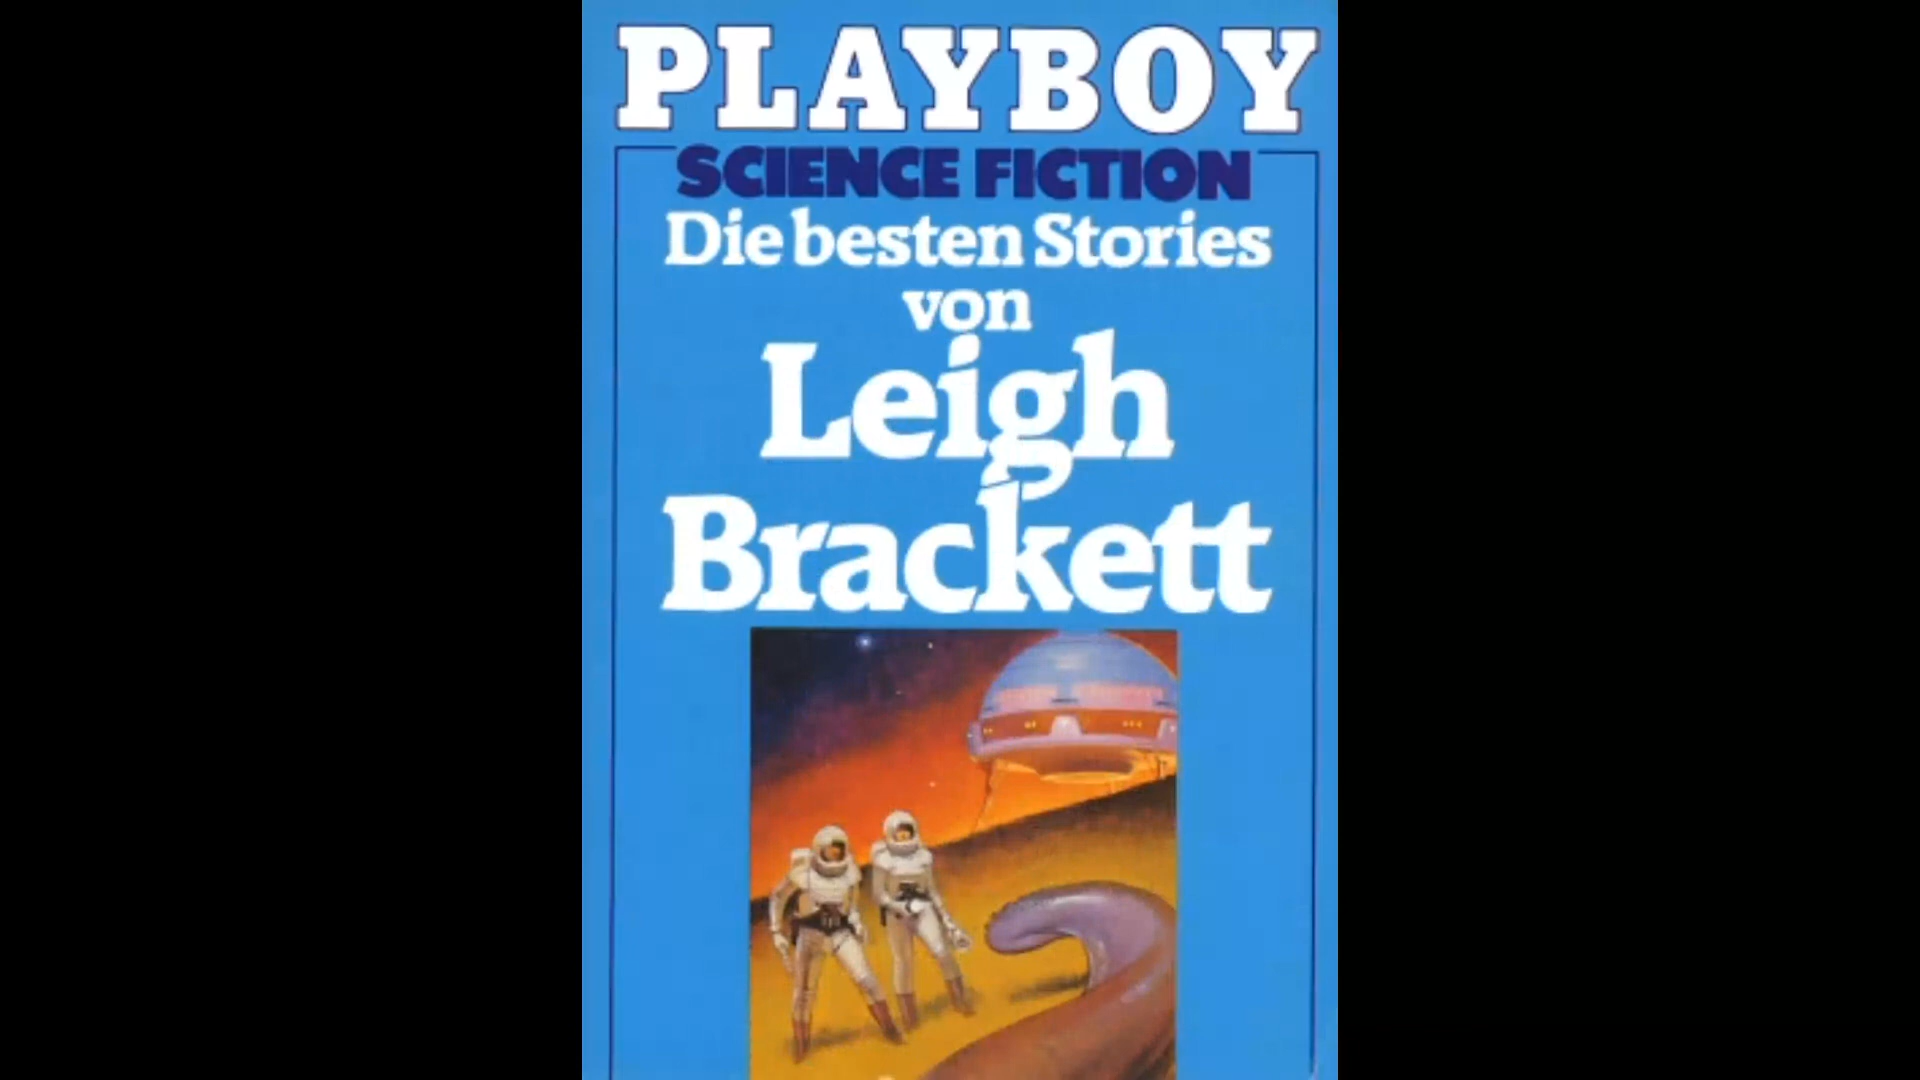 PLAYBOY
SCIENCE FICTION
Die besten Stories
von
Leigh
Brackett